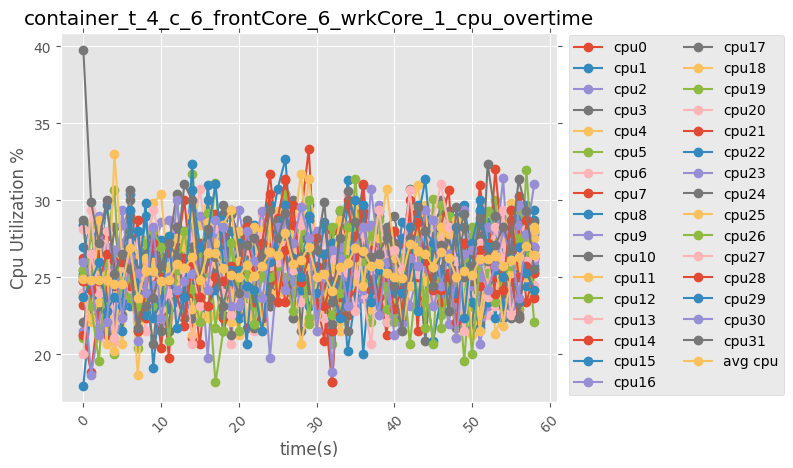 container_t_4_c_6_frontCore_6_wrkCore_1_cpu_overtime
Cpu Utilization %
40
35
30
25
20
0
10
20
30
40
50
60
time(s)
cpu0
cpu1
cpu2
cpu3
cpu4
cpu5
cpu6
cpu7
cpu8
cpu9
cpu10
cpu11
cpu12
cpu13
cpu14
cpu15
cpu16
cpu17
cpu18
cpu19
cpu20
cpu21
cpu22
cpu23
cpu24
cpu25
cpu26
cpu27
cpu28
cpu29
cpu30
cpu31
avg cpu